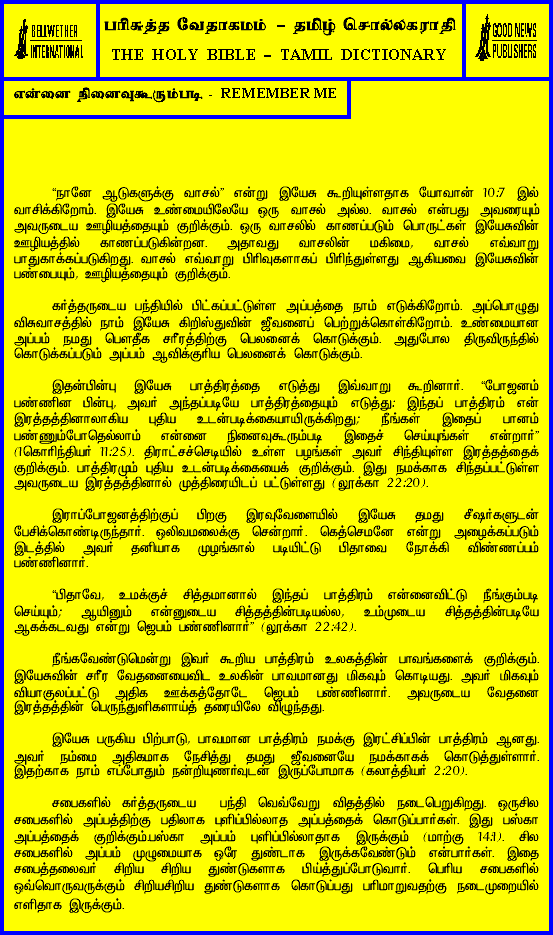 BELLWETHER
INTERNATIONAL
பரிசுத்த வேதாகமம் – தமிழ் சொல்லகராதி
THE HOLY BIBLE – TAMIL DICTIONARY
GOOD NEWS
PUBLISHERS
என்னை நினைவுகூரும்படி - REMEMBER ME
“நானே ஆடுகளுக்கு வாசல்” என்று இயேசு கூறியுள்ளதாக யோவான் 10:7 இல்
வாசிக்கிறோம். இயேசு உண்மையிலேயே ஒரு வாசல் அல்ல. வாசல் என்பது அவரையும்
அவருடைய ஊழியத்தையும் குறிக்கும். ஒரு வாசலில் காணப்படும் பொருட்கள் இயேசுவின்
ஊழியத்தில் காணப்படுகின்றன. அதாவது வாசலின் மகிமை, வாசல் எவ்வாறு
பாதுகாக்கப்படுகிறது. வாசல் எவ்வாறு பிரிவுகளாகப் பிரிந்துள்ளது ஆகியவை இயேசுவின்
பண்பையும், ஊழியத்தையும் குறிக்கும்.
கர்த்தருடைய பந்தியில் பிட்கப்பட்டுள்ள அப்பத்தை நாம் எடுக்கிறோம். அப்பொழுது
விசுவாசத்தில் நாம் இயேசு கிறிஸ்துவின் ஜீவனைப் பெற்றுக்கொள்கிறோம். உண்மையான
அப்பம் நமது பௌதீக சரீரத்திற்கு பெலனைக் கொடுக்கும். அதுபோல திருவிருந்தில்
கொடுக்கப்படும் அப்பம் ஆவிக்குரிய பெலனைக் கொடுக்கும்.
இதன்பின்பு இயேசு பாத்திரத்தை எடுத்து இவ்வாறு கூறினார். “போஜனம்
பண்ணின பின்பு, அவர் அந்தப்படியே பாத்திரத்தையும் எடுத்து: இந்தப் பாத்திரம் என்
இரத்தத்தினாலாகிய புதிய உடன்படிக்கையாயிருக்கிறது; நீங்கள் இதைப் பானம்
பண்ணும்போதெல்லாம் என்னை நினைவுகூரும்படி இதைச் செய்யுங்கள் என்றார்”
(1கொரிந்தியர் 11:25). திராட்சச்செடியில் உள்ள பழங்கள் அவர் சிந்தியுள்ள இரத்தத்தைக்
குறிக்கும். பாத்திரமும் புதிய உடன்படிக்கையைக் குறிக்கும். இது நமக்காக சிந்தப்பட்டுள்ள
அவருடைய இரத்தத்தினால் முத்திரையிடப் பட்டுள்ளது (லூக்கா 22:20).
இராப்போஜனத்திற்குப் பிறகு இரவுவேளையில் இயேசு தமது சீஷர்களுடன்
பேசிக்கொண்டிருந்தார். ஒலிவமலைக்கு சென்றார். கெத்செமனே என்று அழைக்கப்படும்
இடத்தில் அவர் தனியாக முழங்கால் படியிட்டு பிதாவை நோக்கி விண்ணப்பம்
பண்ணினார்.
“பிதாவே, உமக்குச் சித்தமானால் இந்தப் பாத்திரம் என்னைவிட்டு நீங்கும்படி
செய்யும்; ஆயினும் என்னுடைய சித்தத்தின்படியல்ல, உம்முடைய சித்தத்தின்படியே
ஆகக்கடவது என்று ஜெபம் பண்ணினார்” (லூக்கா 22:42).
நீங்கவேண்டுமென்று இவர் கூறிய பாத்திரம் உலகத்தின் பாவங்களைக் குறிக்கும்.
இயேசுவின் சரீர வேதனையைவிட உலகின் பாவமானது மிகவும் கொடியது. அவர் மிகவும்
வியாகுலப்பட்டு அதிக ஊக்கத்தோடே ஜெபம் பண்ணினார். அவருடைய வேதனை
இரத்தத்தின் பெருந்துளிகளாய்த் தரையிலே விழுந்தது.
இயேசு பருகிய பிற்பாடு, பாவமான பாத்திரம் நமக்கு இரட்சிப்பின் பாத்திரம் ஆனது.
அவர் நம்மை அதிகமாக நேசித்து தமது ஜீவனையே நமக்காகக் கொடுத்துள்ளார்.
இதற்காக நாம் எப்போதும் நன்றியுணர்வுடன் இருப்போமாக (கலாத்தியர் 2:20).
சபைகளில் கர்த்தருடைய பந்தி வெவ்வேறு விதத்தில் நடைபெறுகிறது. ஒருசில
சபைகளில் அப்பத்திற்கு பதிலாக புளிப்பில்லாத அப்பத்தைக் கொடுப்பார்கள். இது பஸ்கா
அப்பத்தைக் குறிக்கும்.பஸ்கா அப்பம் புளிப்பில்லாதாக இருக்கும் (மாற்கு 14:1). சில
சபைகளில் அப்பம் முழுமையாக ஒரே துண்டாக இருக்கவேண்டும் என்பார்கள். இதை
சபைத்தலைவர் சிறிய சிறிய துண்டுகளாக பிய்த்துப்போடுவார். பெரிய சபைகளில்
ஒவ்வொருவருக்கும் சிறியசிறிய துண்டுகளாக கொடுப்பது பரிமாறுவதற்கு நடைமுறையில்
எளிதாக இருக்கும்.